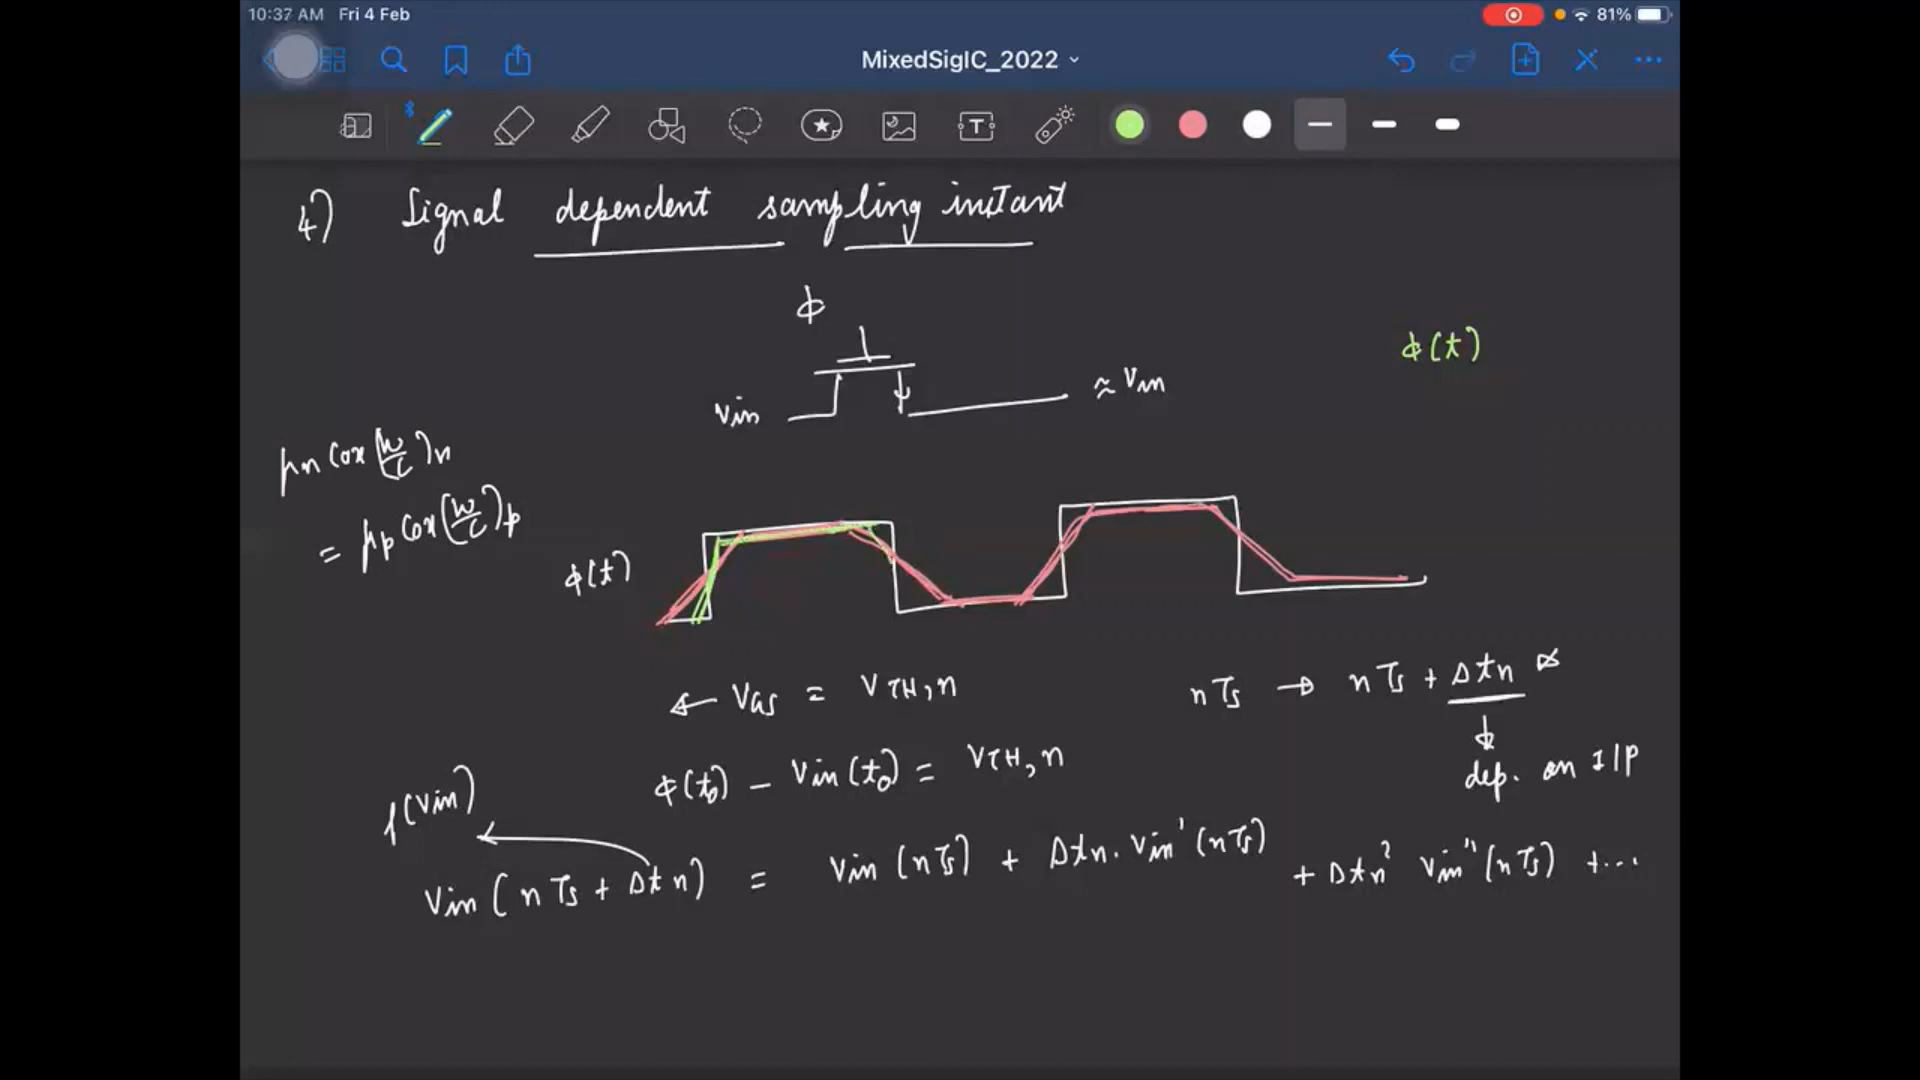 10:37 AM Fri 4 Feb
81%
MixedSigIC_2022
T
4) Signal dependent sampling instant
ϕ
ϕ(t)
Vin
≈ Vin
μn Cox (W/L)n
= μp Cox (W/L)p
ϕ(t)
← VGS = VTH,n
nTs → nTs + Δtn
ϕ(t0) - Vin(t0) = VTH,n
dep. on I/P
f(Vin)
Vin (nTs + Δtn) = Vin (nTs) + Δtn. Vin' (nTs)
+ Δtn² Vin" (nTs) + ...